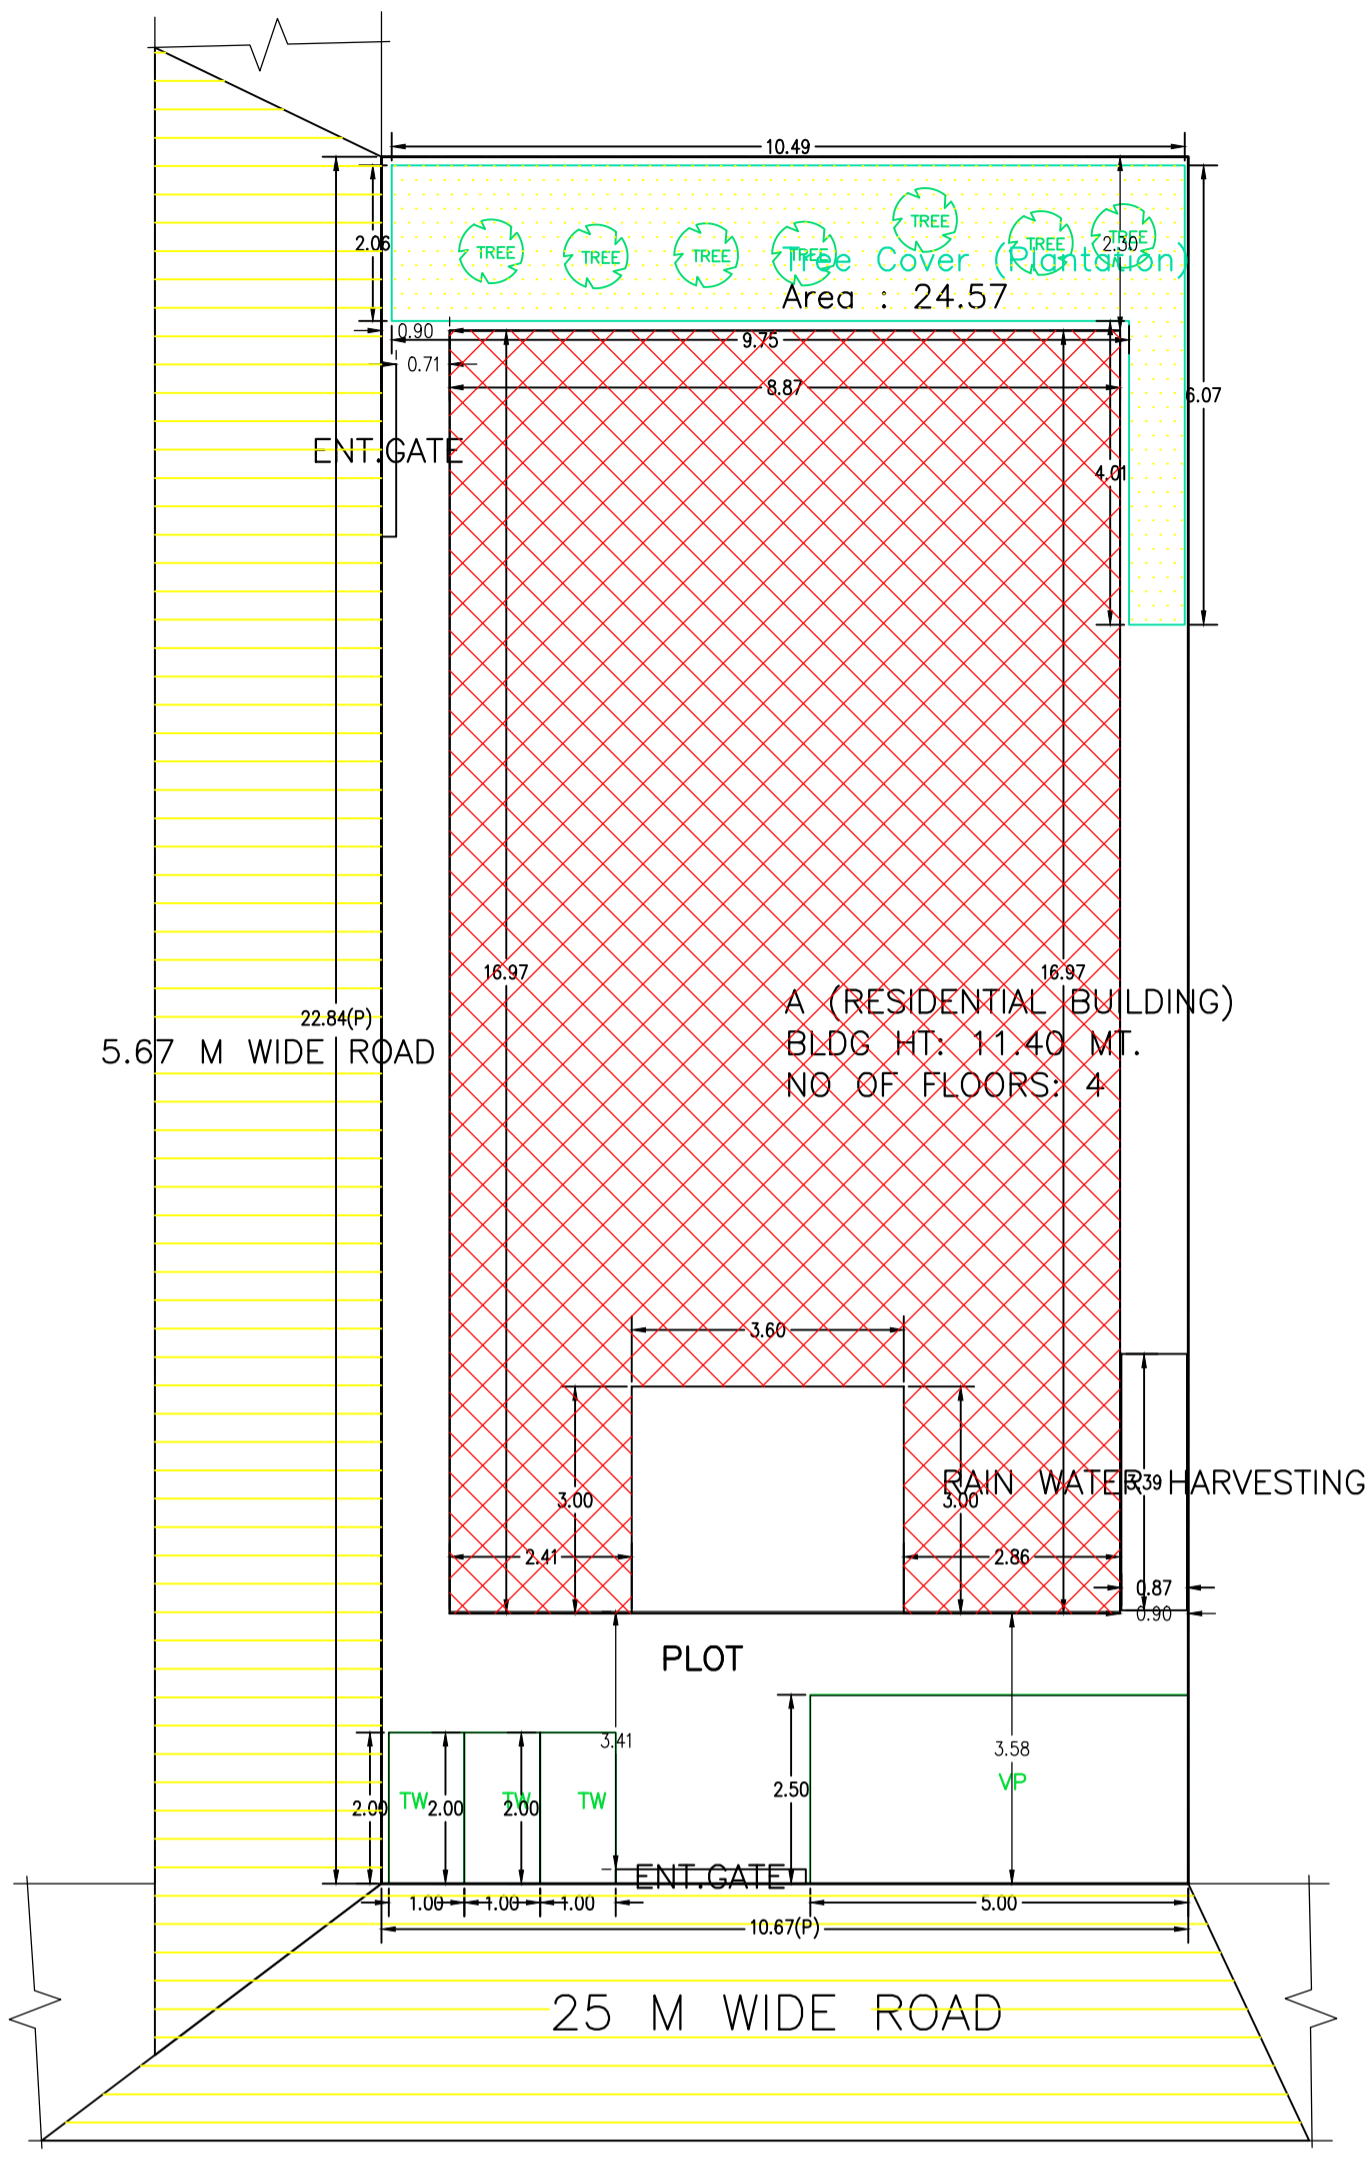 10.49
TREE
TREE
TREE
TREE
TREE
TREE
TREE
2.06
2.30
Tree Cover (Plantation)
Area : 24.57
0.90
9.75
0.71
8.87
6.07
ENT.GATE
4.01
16.97
16.97
A (RESIDENTIAL BUILDING)
22.84(P)
5.67 M WIDE ROAD
BLDG HT: 11.40 MT.
NO OF FLOORS: 4
3.60
RAIN WATER HARVESTING
3.39
3.00
3.00
2.41
2.86
0.87
0.90
PLOT
3.41
3.58
VP
2.50
TW
TW
TW
2.00
2.00
2.00
ENT.GATE
1.00
1.00
1.00
5.00
10.67(P)
25 M WIDE ROAD